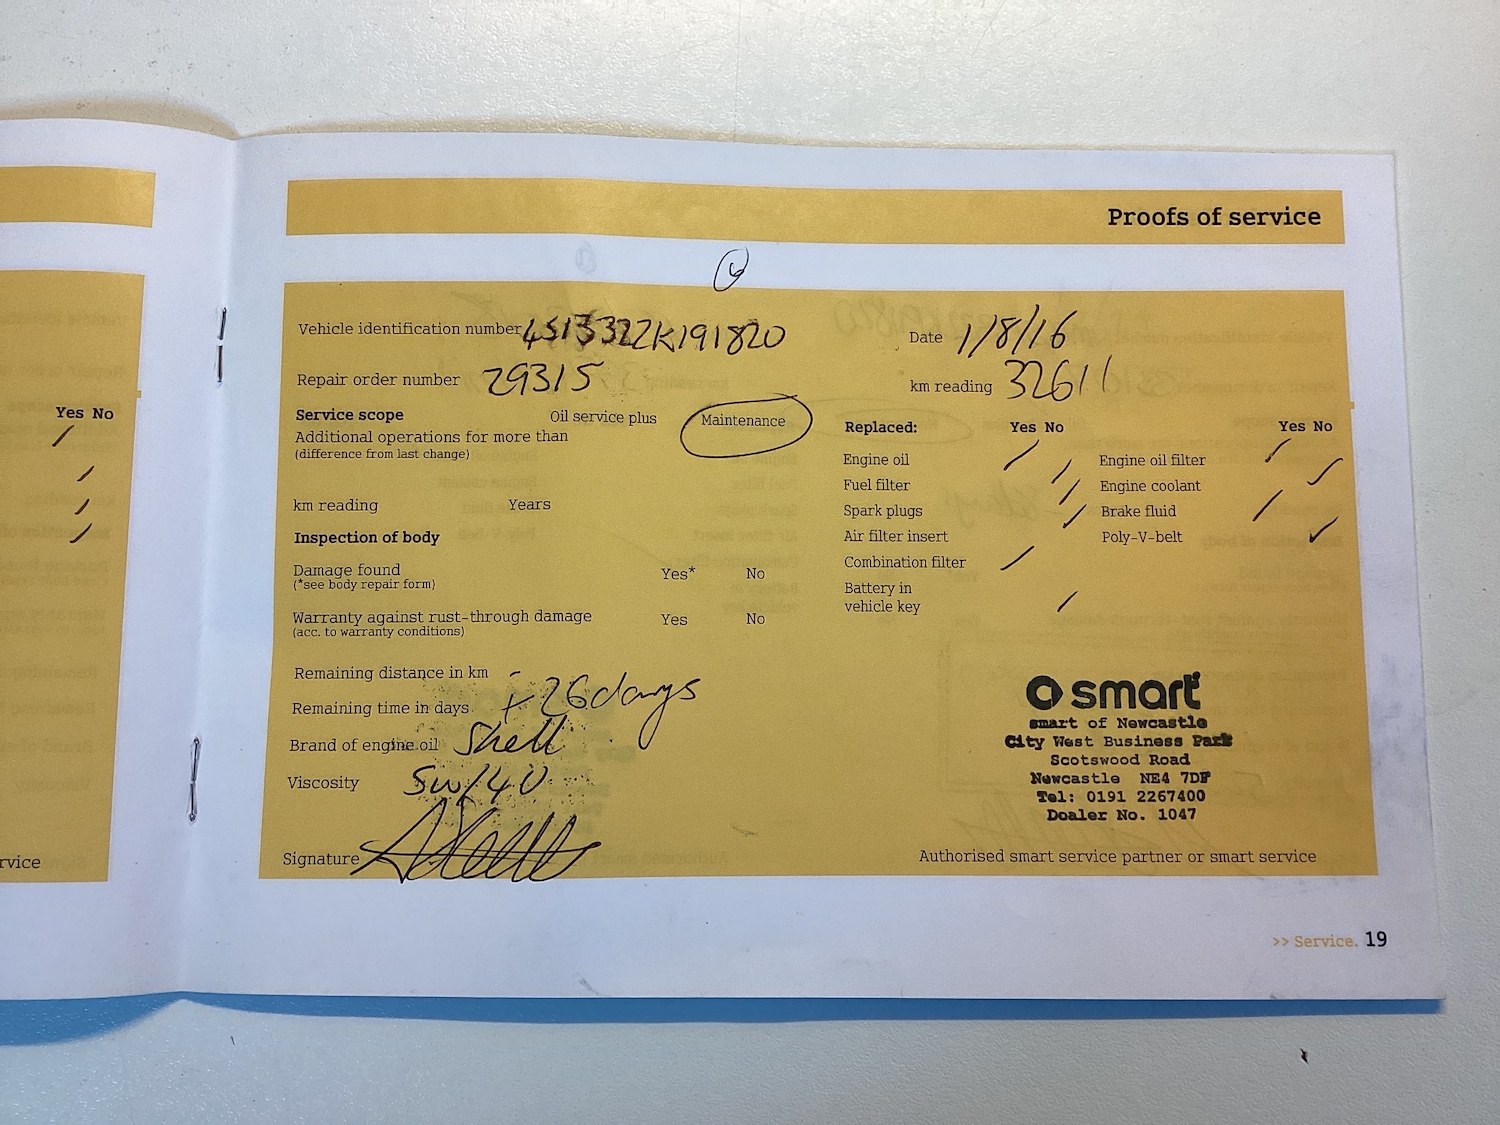 Proofs of service
Vehicle identification number 4513322K191820
Date 1/8/16
Repair order number 29315
km reading 32611
Service scope
Oil service plus
Maintenance
Additional operations for more than
(difference from last change)
km reading
Years
Inspection of body
Damage found
(*see body repair form)
Yes*
No
Warranty against rust-through damage
(acc. to warranty conditions)
Yes
No
Remaining distance in km
Remaining time in days + 26 days
Brand of engine oil Shell
Viscosity 5w/40
Signature
Replaced:
Yes No
Yes No
Engine oil
Engine oil filter
Fuel filter
Engine coolant
Spark plugs
Brake fluid
Air filter insert
Poly-V-belt
Combination filter
Battery in
vehicle key
smart
smart of Newcastle
City West Business Park
Scotswood Road
Newcastle NE4 7DF
Tel: 0191 2267400
Dealer No. 1047
Authorised smart service partner or smart service
>> Service. 19
Yes No
rvice